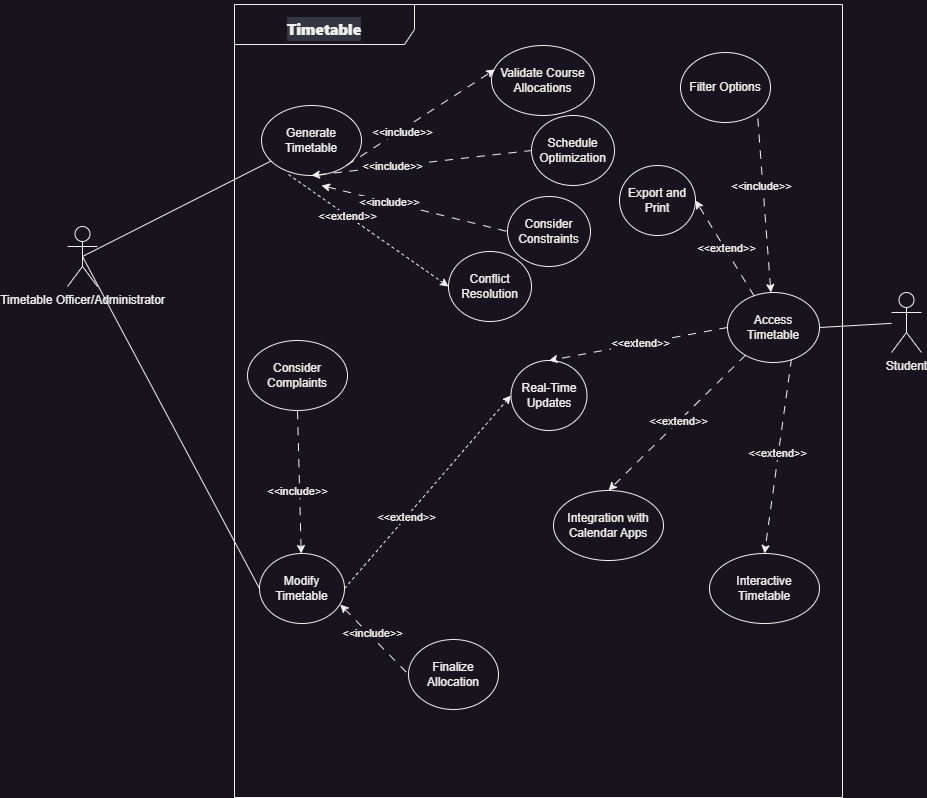 Timetable
Validate Course
Allocations
Filter Options
Generate
Timetable
<<include>>
Schedule
Optimization
<<include>>
<<include>>
Export and
Print
<<include>>
<<extend>>
Consider
Constraints
<<extend>>
Conflict
Resolution
Timetable Officer/Administrator
Access
Timetable
Student
<<extend>>
Consider
Complaints
Real-Time
Updates
<<extend>>
<<extend>>
<<include>>
<<extend>>
Integration with
Calendar Apps
Modify
Timetable
Interactive
Timetable
<<include>>
Finalize
Allocation